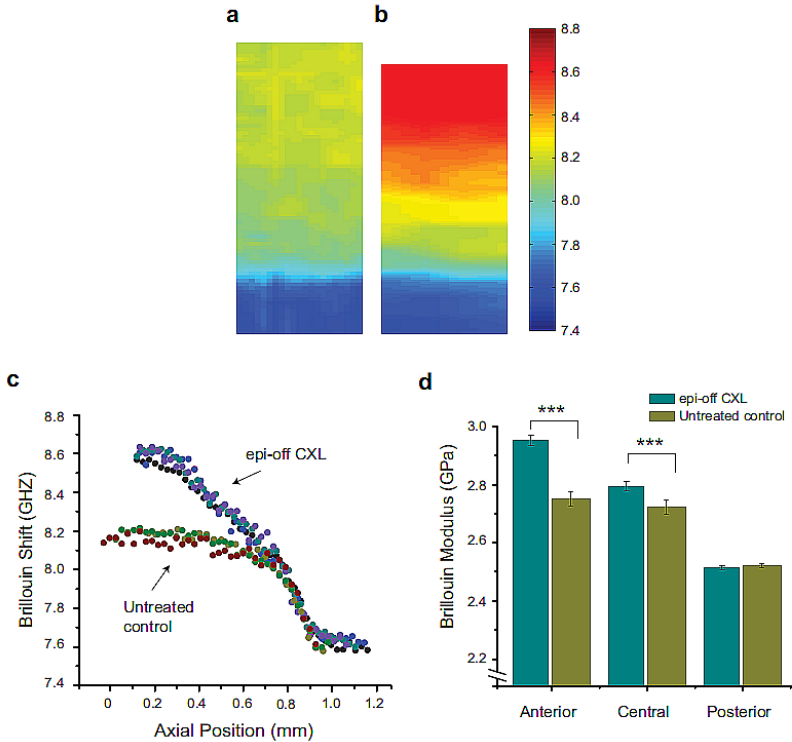 a
b
8.8
8.6
8.4
8.2
8.0
7.8
7.6
7.4
c
8.8
8.6
8.4
8.2
8.0
7.8
7.6
7.4
Brillouin Shift (GHZ)
epi-off CXL
Untreated
control
0 0.2 0.4 0.6 0.8 1.0 1.2
Axial Position (mm)
d
epi-off CXL
Untreated control
3.0
2.8
2.6
2.4
2.2
Brillouin Modulus (GPa)
***
***
Anterior Central Posterior